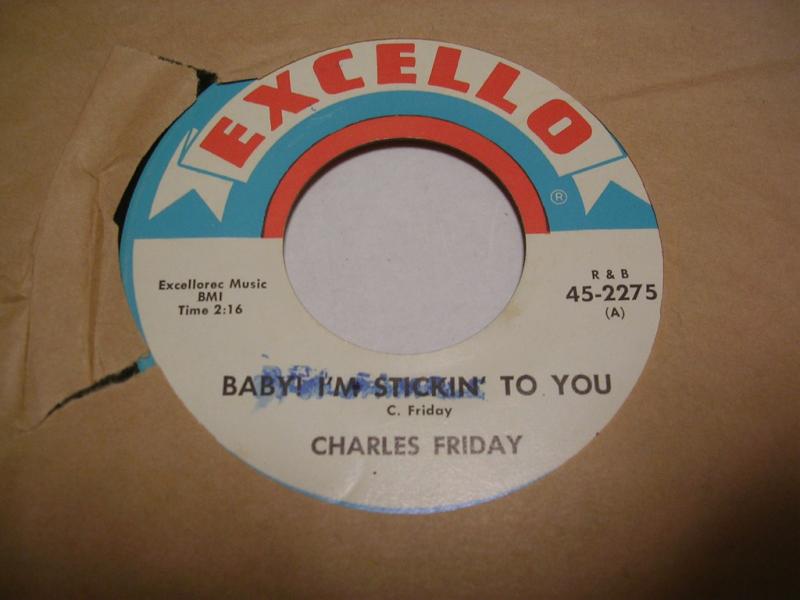 EXCELLO
®
Excellorec Music
BMI
Time 2:16
R & B
45-2275
(A)
BABY! I'M STICKIN' TO YOU
C. Friday
CHARLES FRIDAY